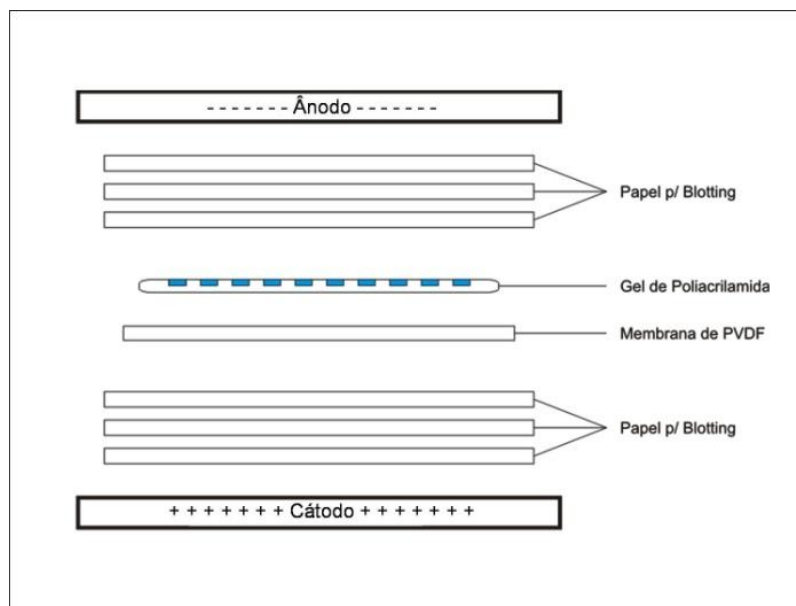 - - - - - - - Ânodo - - - - - - -
Papel p/ Blotting
Gel de Poliacrilamida
Membrana de PVDF
Papel p/ Blotting
+ + + + + + + Cátodo + + + + + + +